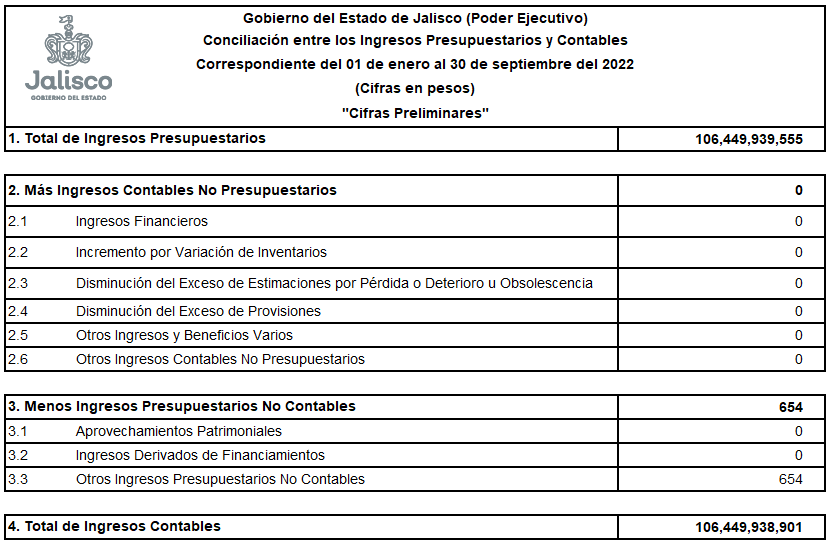 Gobierno del Estado de Jalisco (Poder Ejecutivo)
Conciliación entre los Ingresos Presupuestarios y Contables
Correspondiente del 01 de enero al 30 de septiembre del 2022
(Cifras en pesos)
"Cifras Preliminares"
Jalisco
GOBIERNO DEL ESTADO
1. Total de Ingresos Presupuestarios 106,449,939,555
2. Más Ingresos Contables No Presupuestarios 0
2.1 Ingresos Financieros 0
2.2 Incremento por Variación de Inventarios 0
2.3 Disminución del Exceso de Estimaciones por Pérdida o Deterioro u Obsolescencia 0
2.4 Disminución del Exceso de Provisiones 0
2.5 Otros Ingresos y Beneficios Varios 0
2.6 Otros Ingresos Contables No Presupuestarios 0
3. Menos Ingresos Presupuestarios No Contables 654
3.1 Aprovechamientos Patrimoniales 0
3.2 Ingresos Derivados de Financiamientos 0
3.3 Otros Ingresos Presupuestarios No Contables 654
4. Total de Ingresos Contables 106,449,938,901